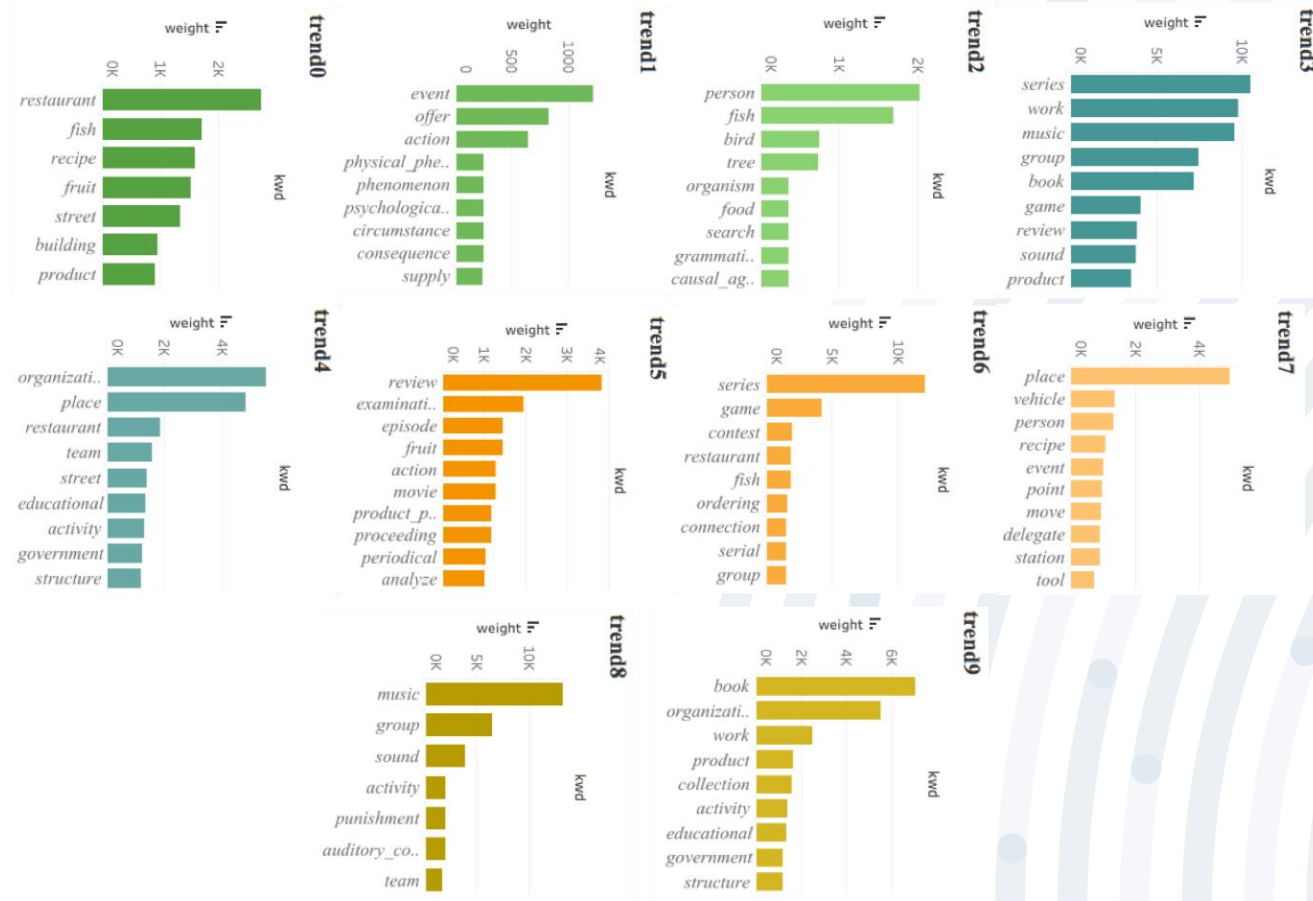 trend0
weight
0K 1K 2K
kwd
restaurant
fish
recipe
fruit
street
building
product
trend1
weight
0 500 1000
kwd
event
offer
action
physical_phe..
phenomenon
psychologica..
circumstance
consequence
supply
trend2
weight
0K 1K 2K
kwd
person
fish
bird
tree
organism
food
search
grammati..
causal_ag..
trend3
weight
0K 5K 10K
kwd
series
work
music
group
book
game
review
sound
product
trend4
weight
0K 2K 4K
kwd
organizati..
place
restaurant
team
street
educational
activity
government
structure
trend5
weight
0K 1K 2K 3K 4K
kwd
review
examinati..
episode
fruit
action
movie
product_p..
proceeding
periodical
analyze
trend6
weight
0K 5K 10K
kwd
series
game
contest
restaurant
fish
ordering
connection
serial
group
trend7
weight
0K 2K 4K
kwd
place
vehicle
person
recipe
event
point
move
delegate
station
tool
trend8
weight
0K 5K 10K
kwd
music
group
sound
activity
punishment
auditory_co..
team
trend9
weight
0K 2K 4K 6K
kwd
book
organizati..
work
product
collection
activity
educational
government
structure